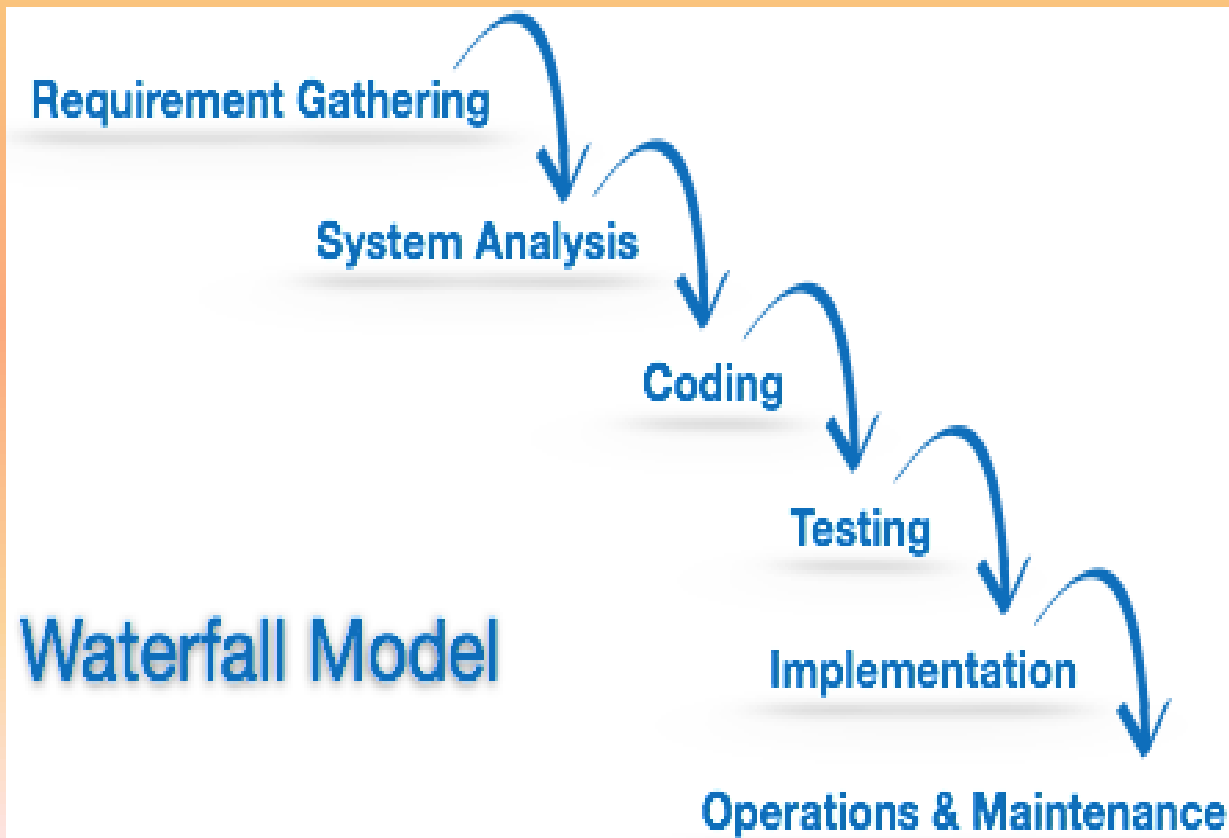 Requirement Gathering
System Analysis
Coding
Testing
Waterfall Model
Implementation
Operations & Maintenance